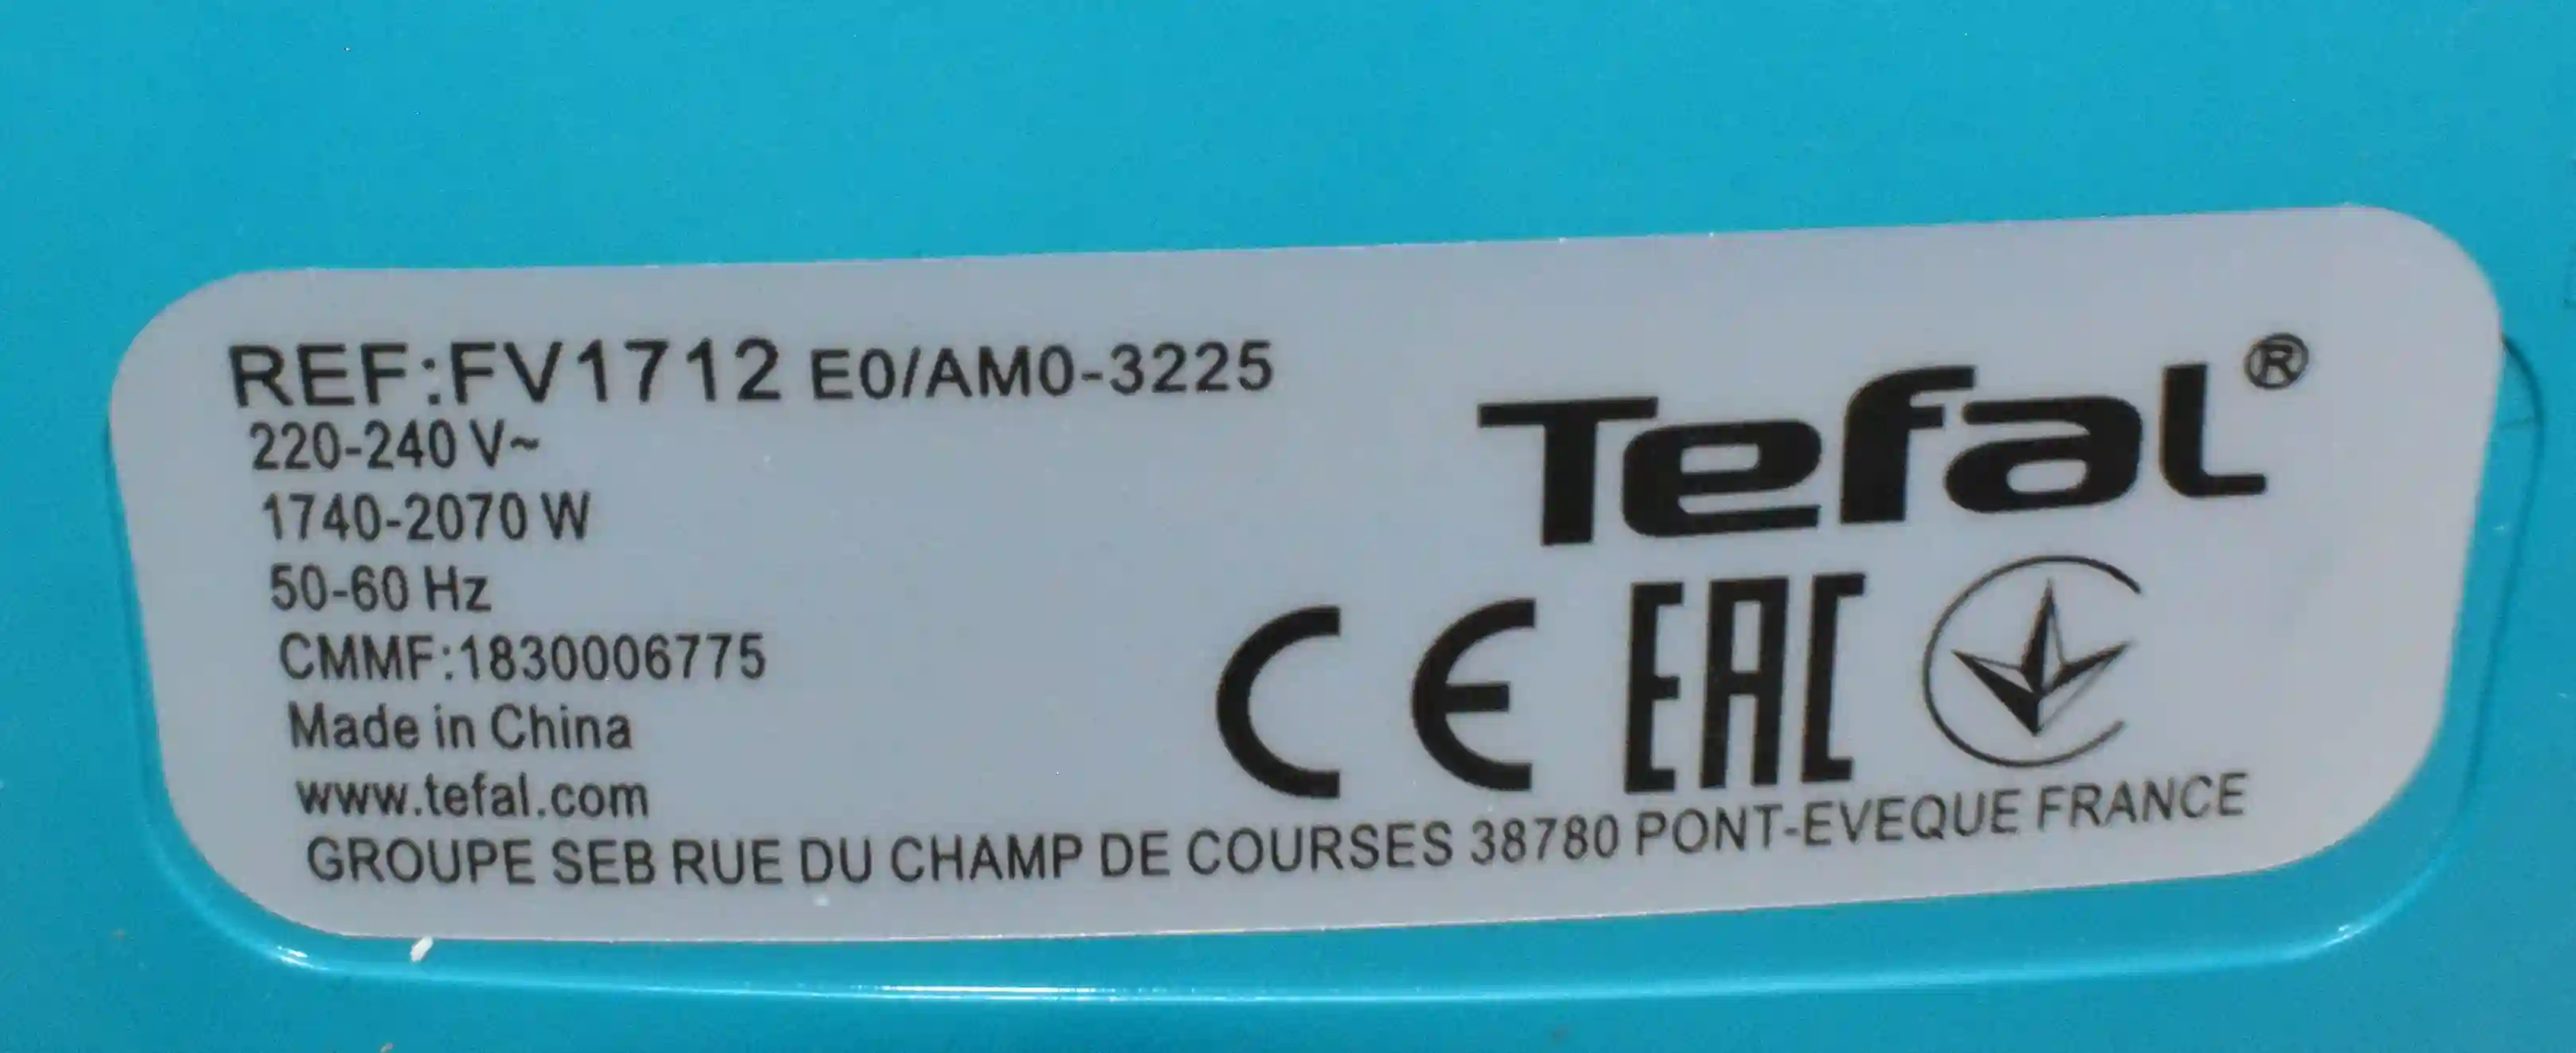 REF:FV1712 E0/AM0-3225
220-240 V~
1740-2070 W
50-60 Hz
CMMF:1830006775
Made in China
www.tefal.com
GROUPE SEB RUE DU CHAMP DE COURSES 38780 PONT-EVEQUE FRANCE
Tefal®
CE EAC